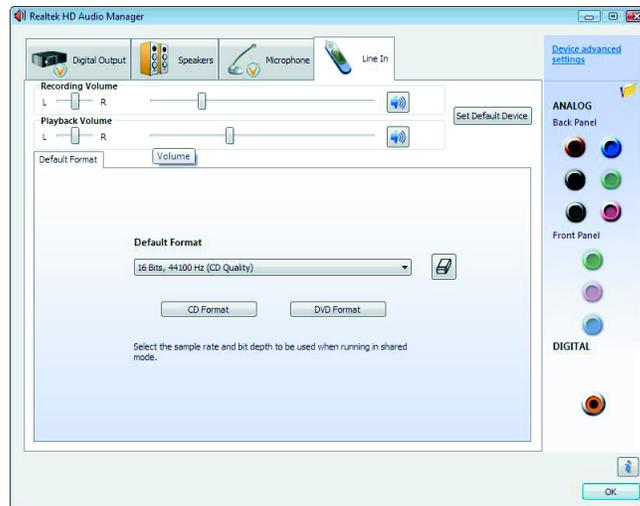 Realtek HD Audio Manager
Digital Output
Speakers
Microphone
Line In
Device advanced
settings
Recording Volume
L
R
Set Default Device
Playback Volume
L
R
Volume
Default Format
Default Format
16 Bits, 44100 Hz (CD Quality)
CD Format
DVD Format
Select the sample rate and bit depth to be used when running in shared
mode.
ANALOG
Back Panel
Front Panel
DIGITAL
i
OK